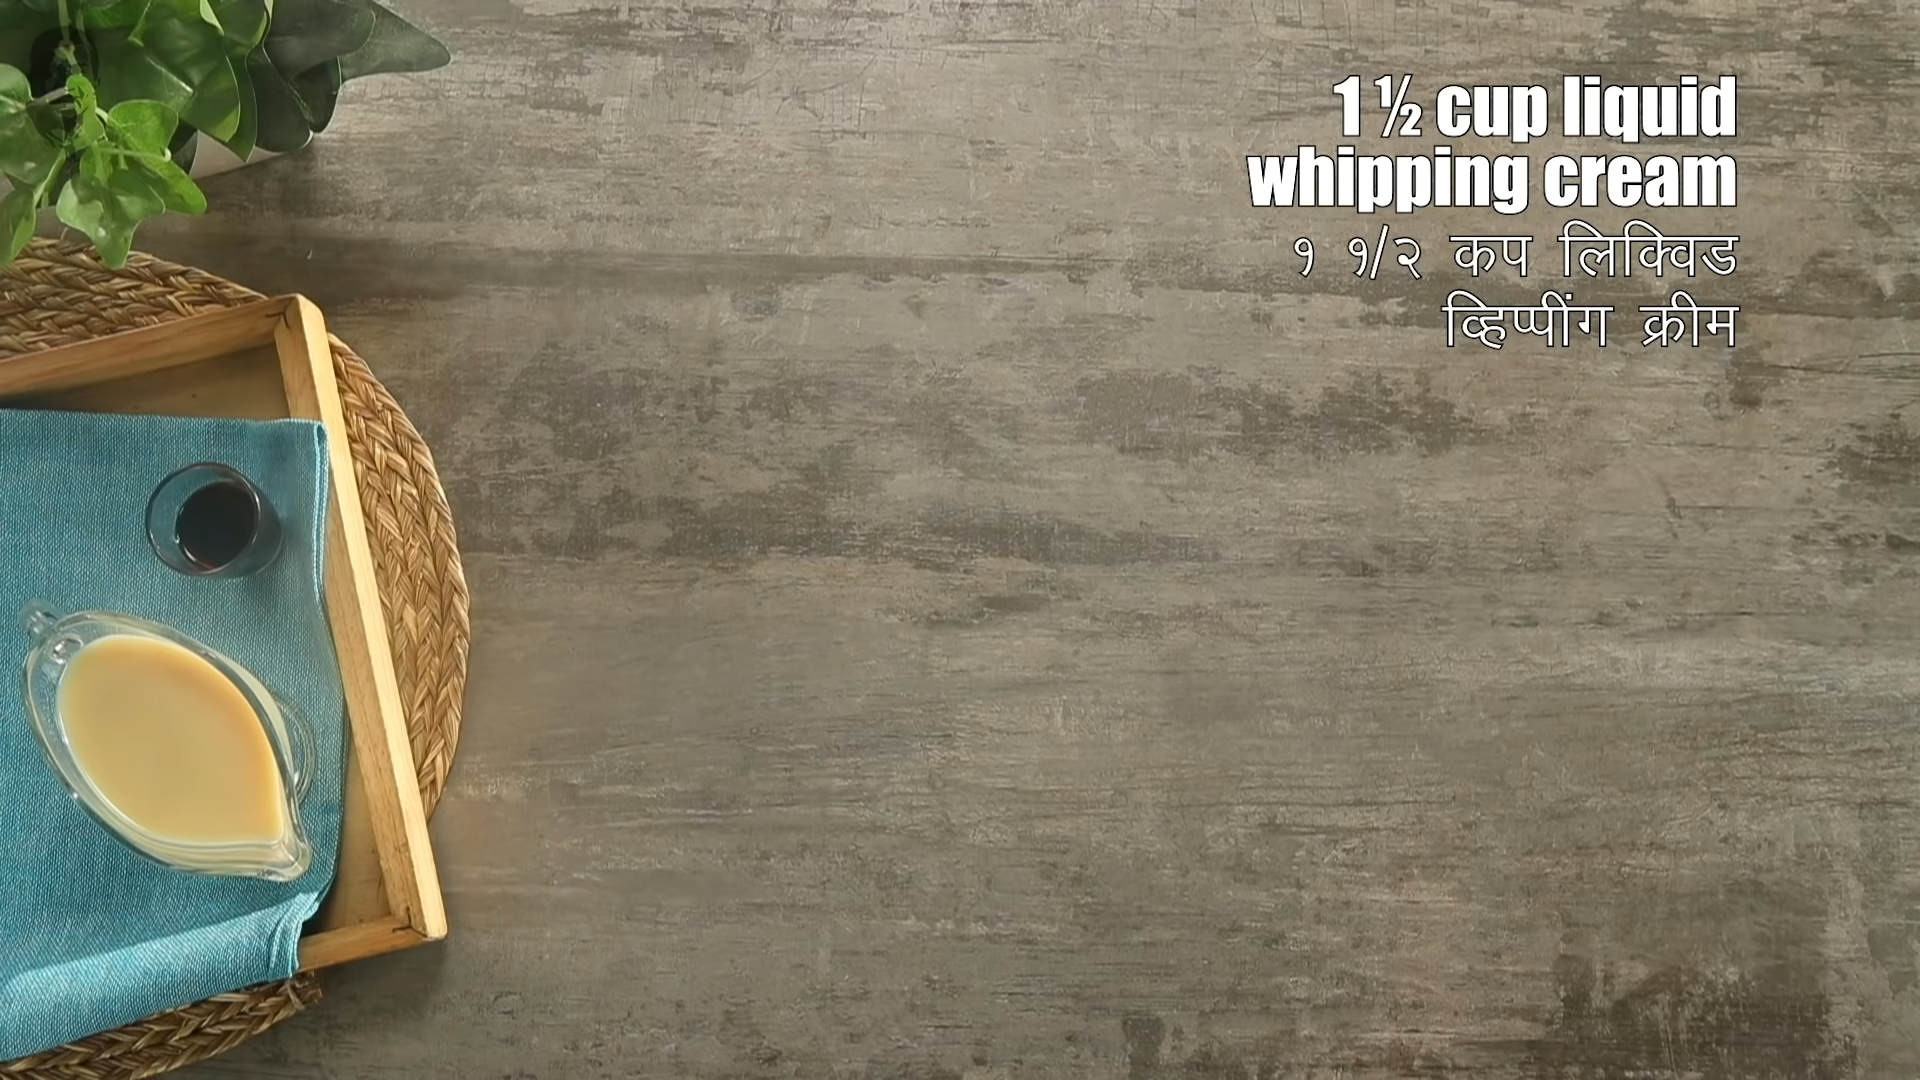 1 ½ cup liquid
whipping cream
१ १/२ कप लिक्विड
व्हिप्पींग क्रीम